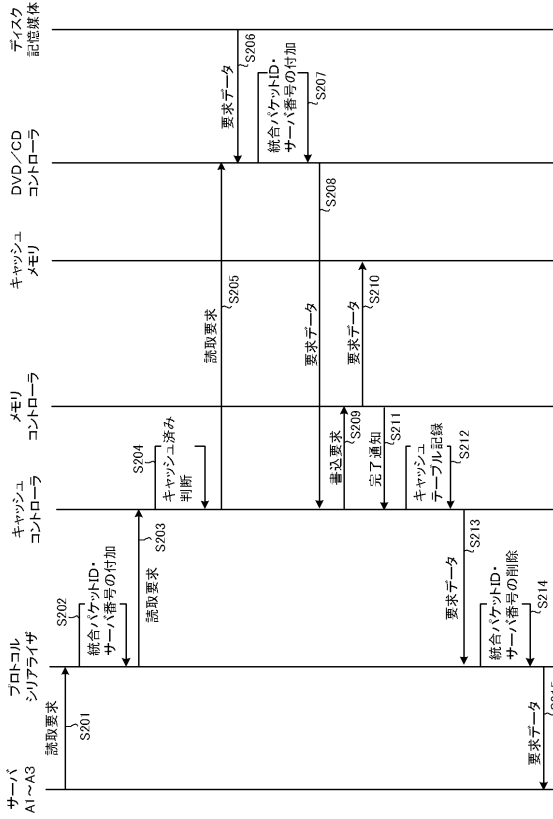 サーバ
A1～A3
プロトコル
シリアライザ
キャッシュ
コントローラ
メモリ
コントローラ
キャッシュ
メモリ
DVD／CD
コントローラ
ディスク
記憶媒体
読取要求
S201
S202
統合パケットID・
サーバ番号の付加
読取要求
S203
S204
キャッシュ済み
判断
読取要求
S205
要求データ
S206
統合パケットID・
サーバ番号の付加
S207
要求データ
S208
書込要求
S209
要求データ
S210
完了通知
S211
キャッシュ
テーブル記録
S212
要求データ
S213
統合パケットID・
サーバ番号の削除
S214
要求データ